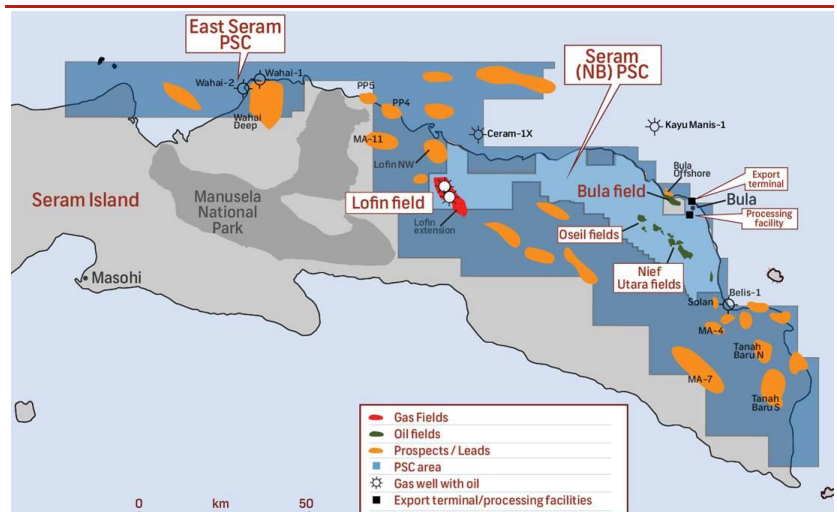 East Seram
PSC
Seram
(NB) PSC
Wahai-2
Wahai-1
Wahai
Deep
PP5
PP4
MA-11
Lofin NW
Ceram-1X
Kayu Manis-1
Seram Island
Manusela
National
Park
Lofin field
Lofin
extension
Bula field
Bula
Offshore
Export
terminal
Bula
Processing
facility
Oseil fields
Nief
Utara fields
Masohi
Belis-1
Solan
MA-4
Tanah
Baru N
MA-7
Tanah
Baru S
Gas Fields
Oil fields
Prospects / Leads
PSC area
Gas well with oil
Export terminal/processing facilities
0 km 50